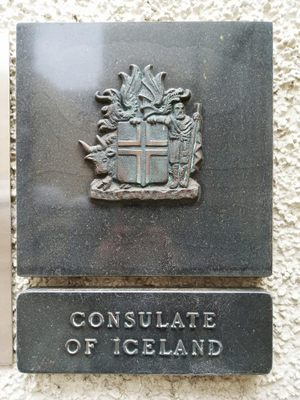 CONSULATE
OF ICELAND